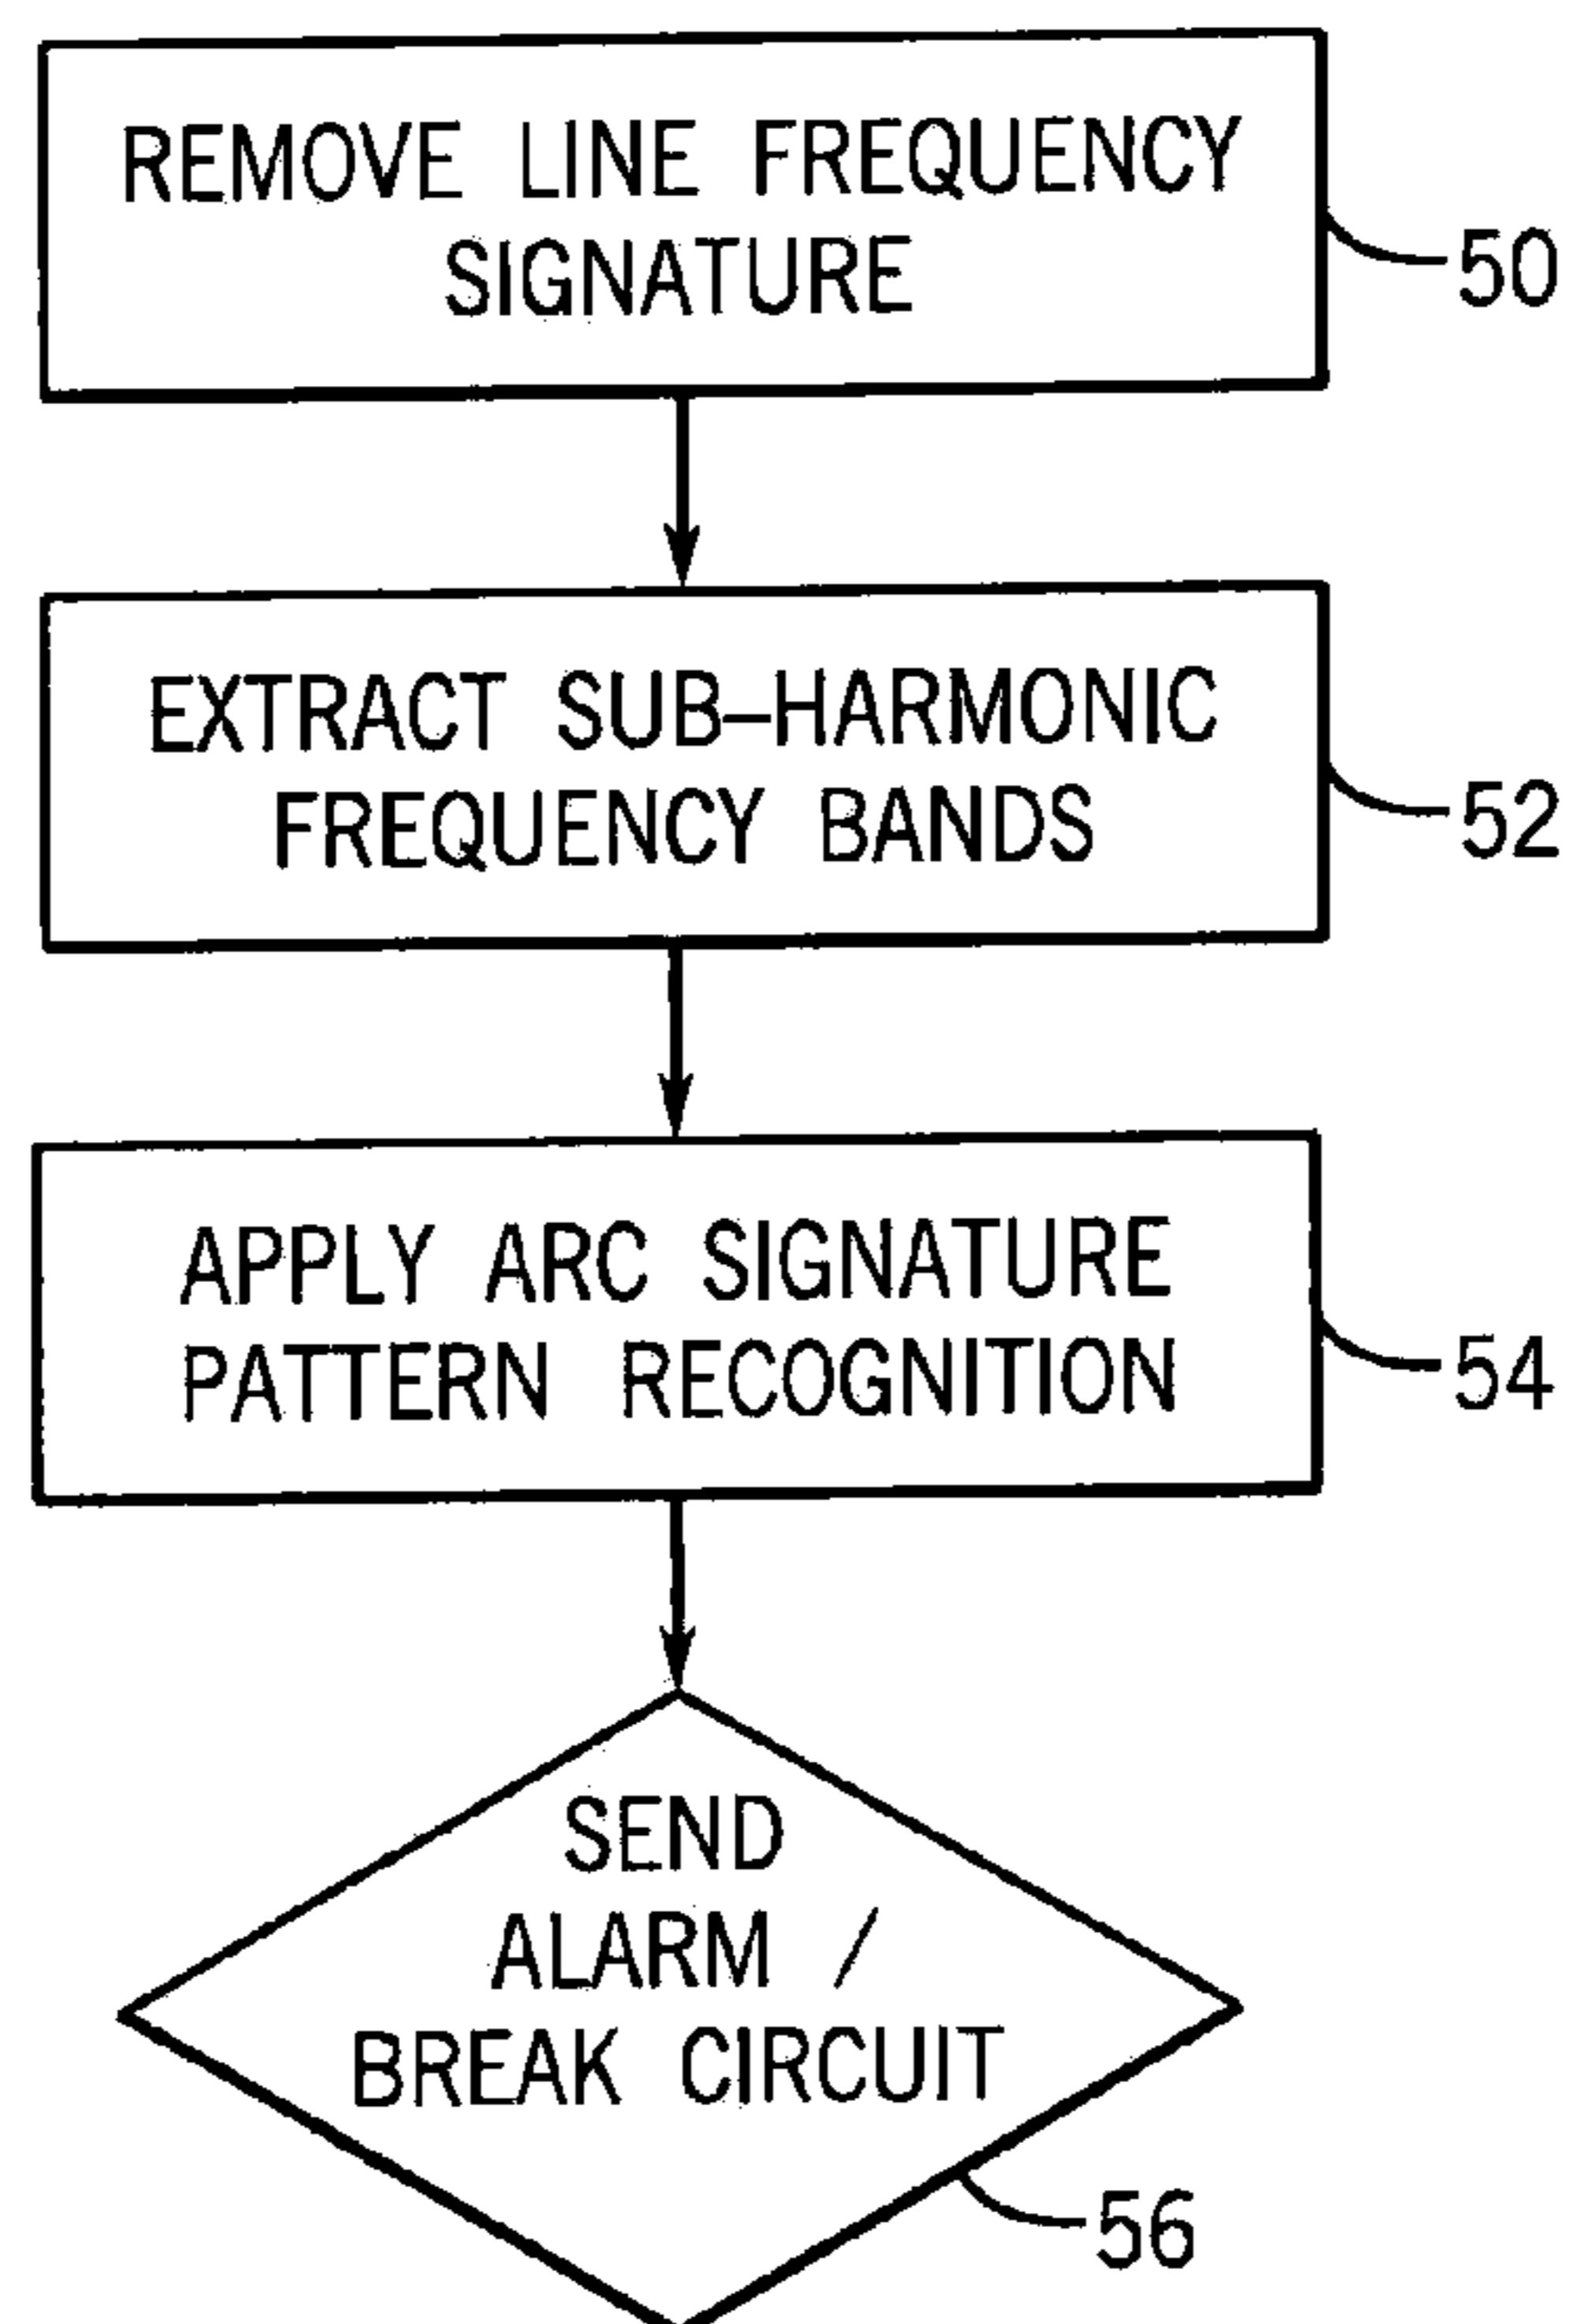 REMOVE LINE FREQUENCY
SIGNATURE
50
EXTRACT SUB-HARMONIC
FREQUENCY BANDS
52
APPLY ARC SIGNATURE
PATTERN RECOGNITION
54
SEND
ALARM /
BREAK CIRCUIT
56